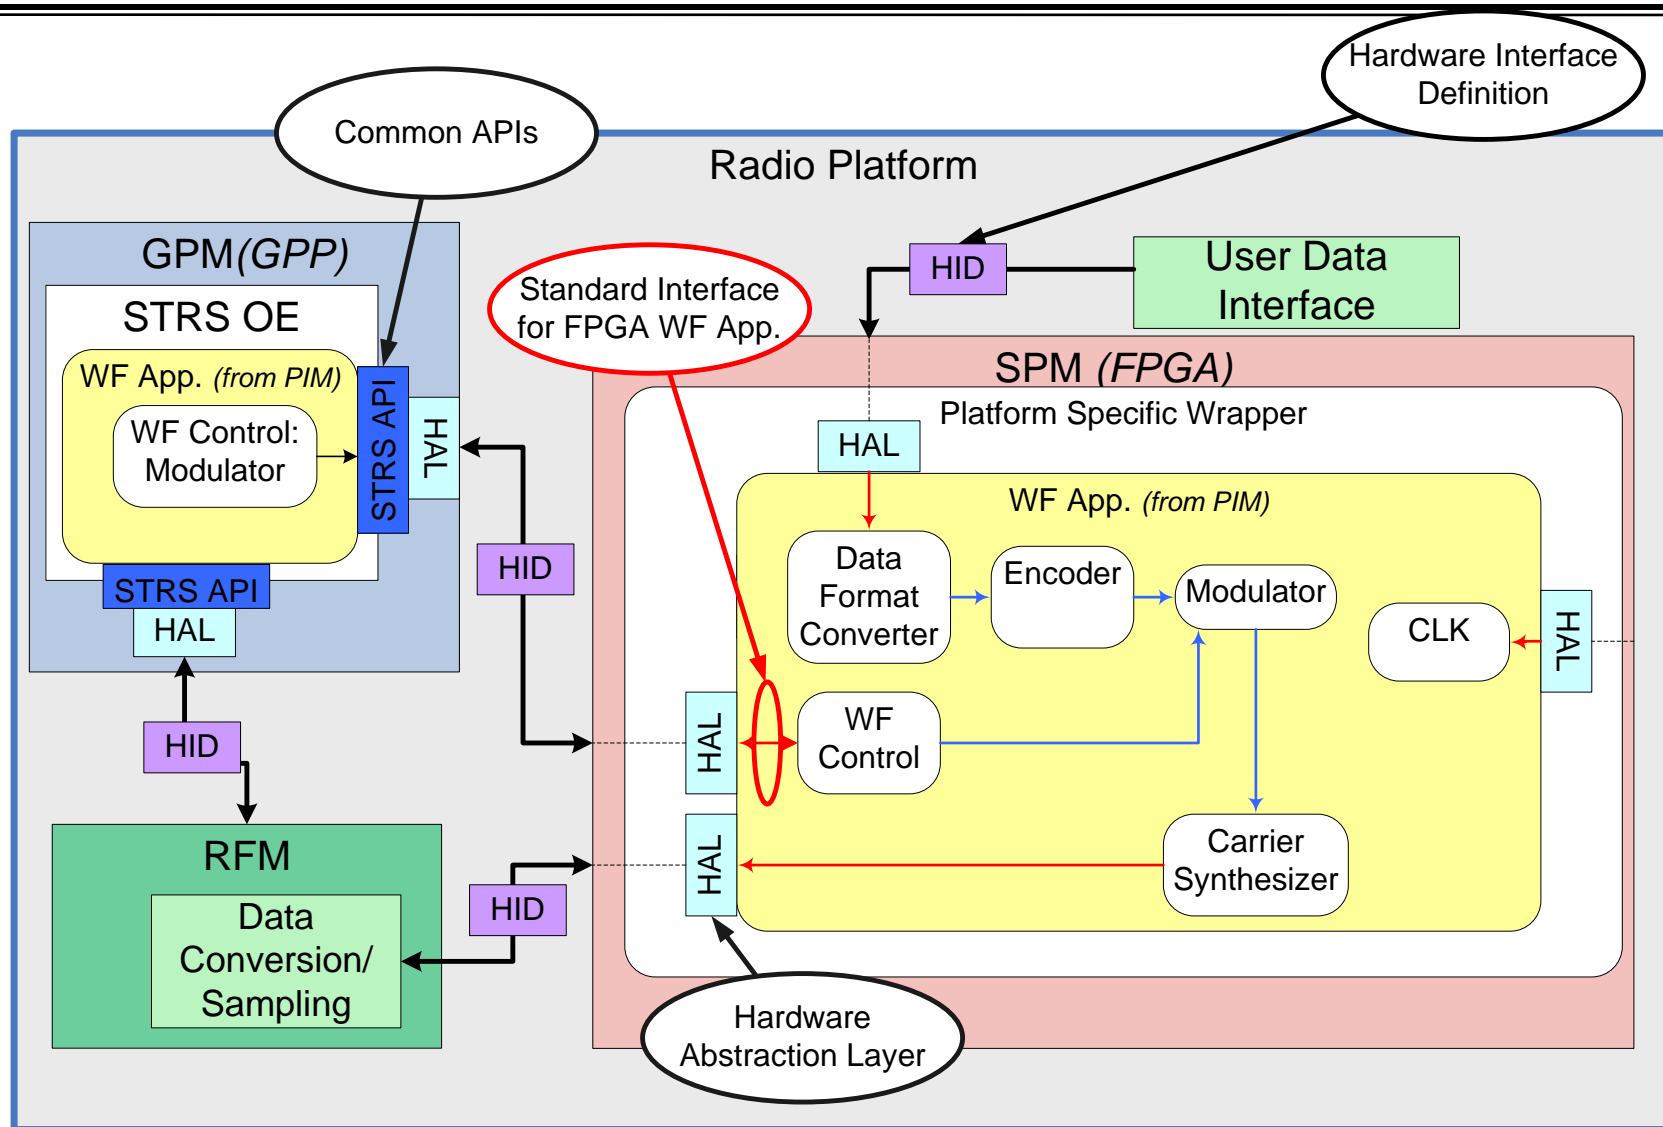 Hardware Interface
Definition
Common APIs
Radio Platform
GPM(GPP)
STRS OE
WF App. (from PIM)
WF Control:
Modulator
STRS API
HAL
STRS API
HAL
HID
HID
RFM
Data
Conversion/
Sampling
HID
Standard Interface
for FPGA WF App.
HID
User Data
Interface
SPM (FPGA)
Platform Specific Wrapper
HAL
WF App. (from PIM)
Data
Format
Converter
Encoder
Modulator
CLK
HAL
HAL
WF
Control
HAL
Carrier
Synthesizer
Hardware
Abstraction Layer